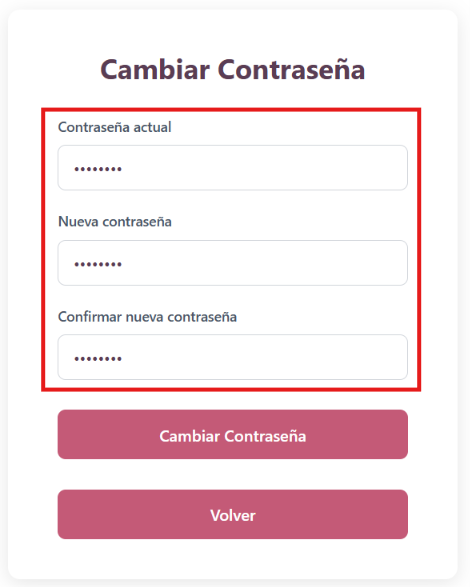 Cambiar Contraseña
Contraseña actual
••••••••
Nueva contraseña
••••••••
Confirmar nueva contraseña
••••••••
Cambiar Contraseña
Volver